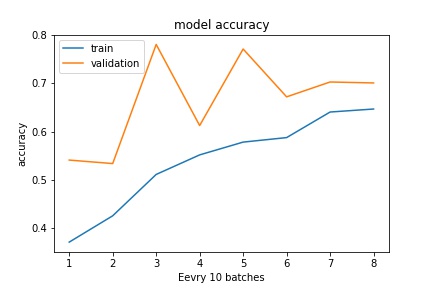 model accuracy
train
validation
accuracy
0.8
0.7
0.6
0.5
0.4
1 2 3 4 5 6 7 8
Eevry 10 batches